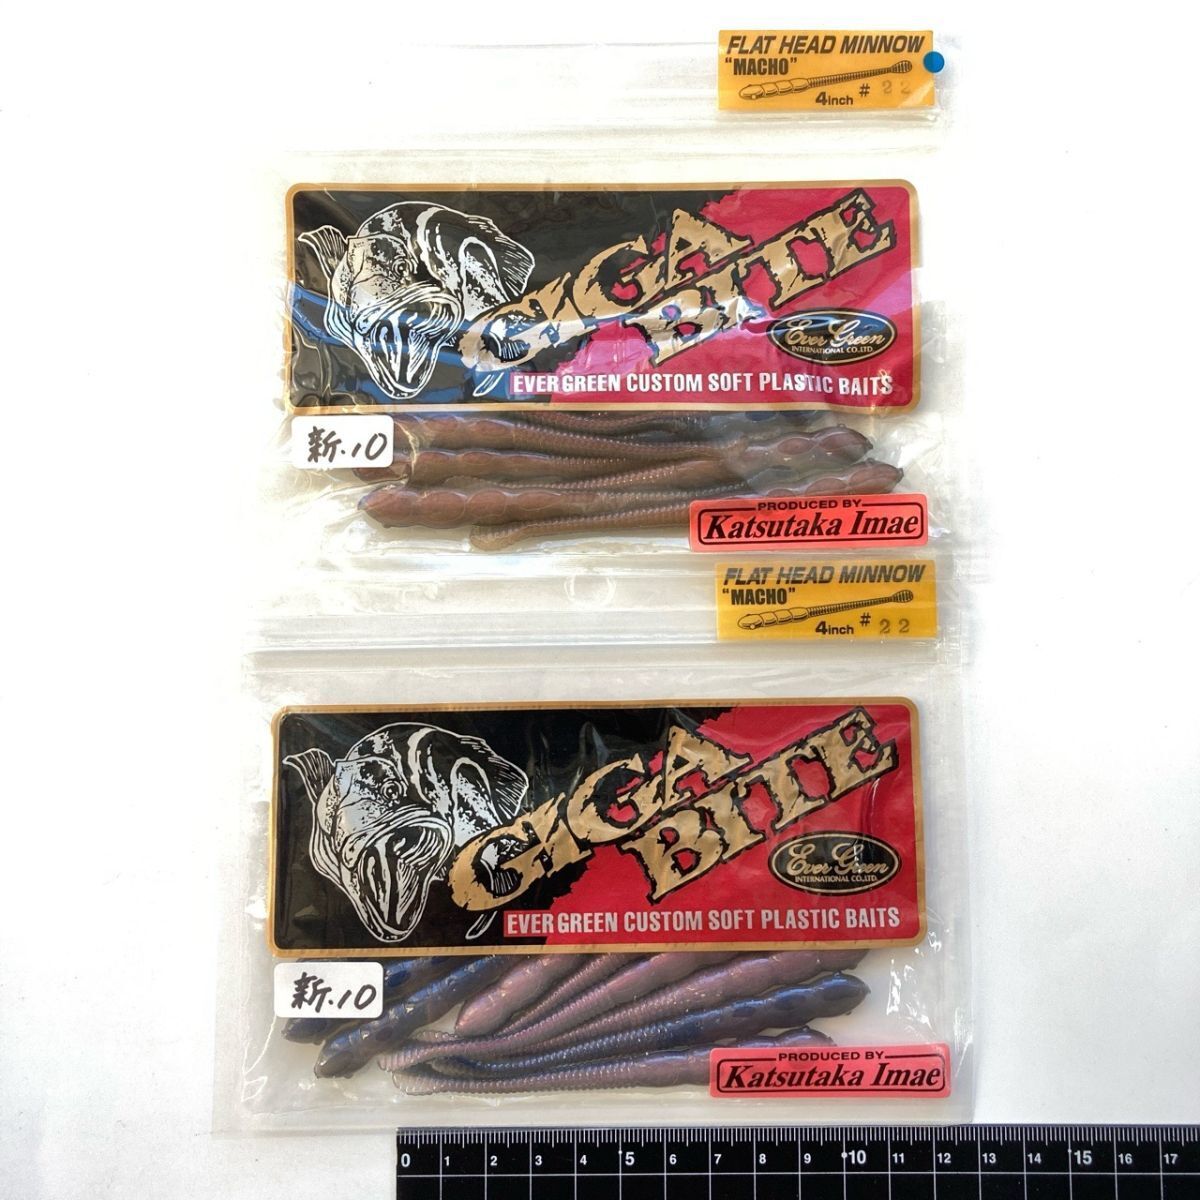 FLAT HEAD MINNOW
"MACHO"
4inch # 22
GIGA
BITE
Ever Green
INTERNATIONAL CO.,LTD.
EVER GREEN CUSTOM SOFT PLASTIC BAITS
新.10
PRODUCED BY
Katsutaka Imae
FLAT HEAD MINNOW
"MACHO"
4inch # 22
GIGA
BITE
Ever Green
INTERNATIONAL CO.,LTD.
EVER GREEN CUSTOM SOFT PLASTIC BAITS
新.10
PRODUCED BY
Katsutaka Imae
0 1 2 3 4 5 6 7 8 9 10 11 12 13 14 15 16 17